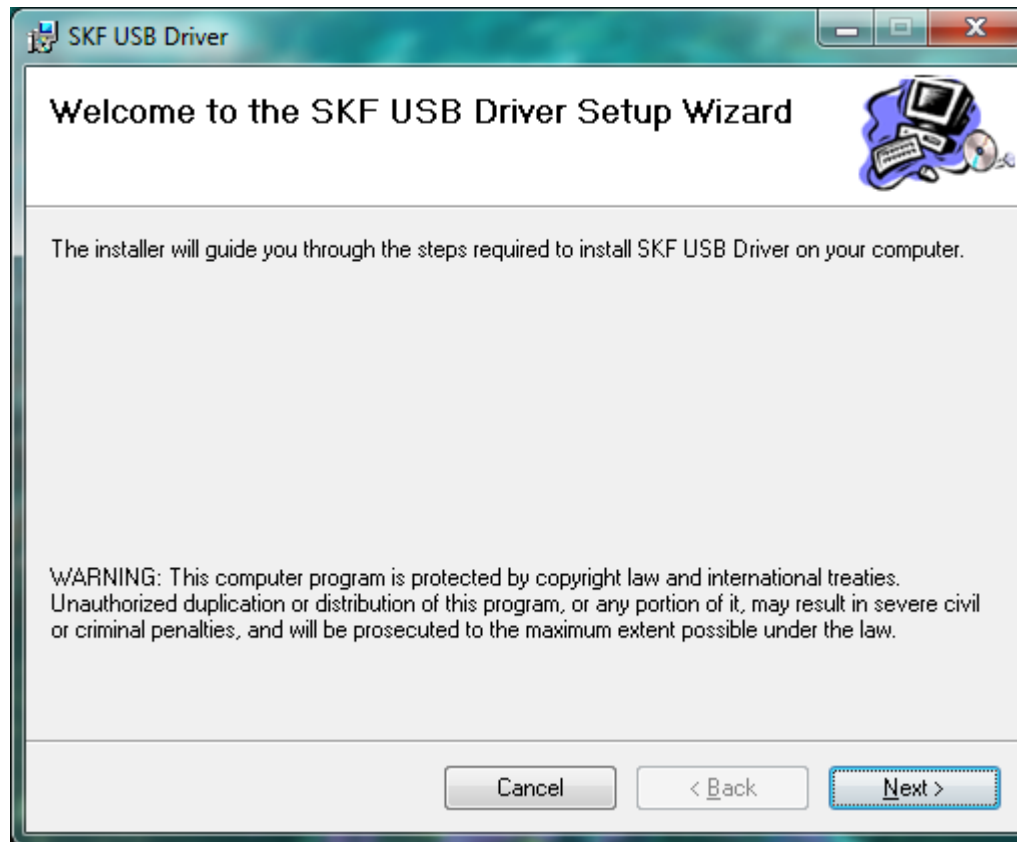 SKF USB Driver
Welcome to the SKF USB Driver Setup Wizard
The installer will guide you through the steps required to install SKF USB Driver on your computer.
WARNING: This computer program is protected by copyright law and international treaties.
Unauthorized duplication or distribution of this program, or any portion of it, may result in severe civil
or criminal penalties, and will be prosecuted to the maximum extent possible under the law.
Cancel < Back Next >